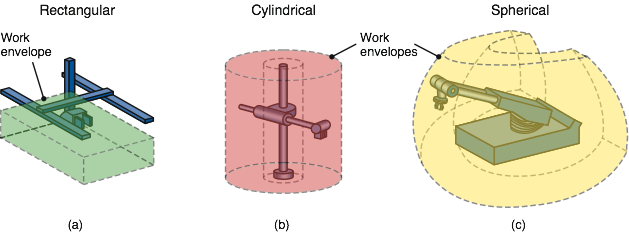 Rectangular
Cylindrical
Spherical
Work
envelope
Work
envelopes
(a)
(b)
(c)